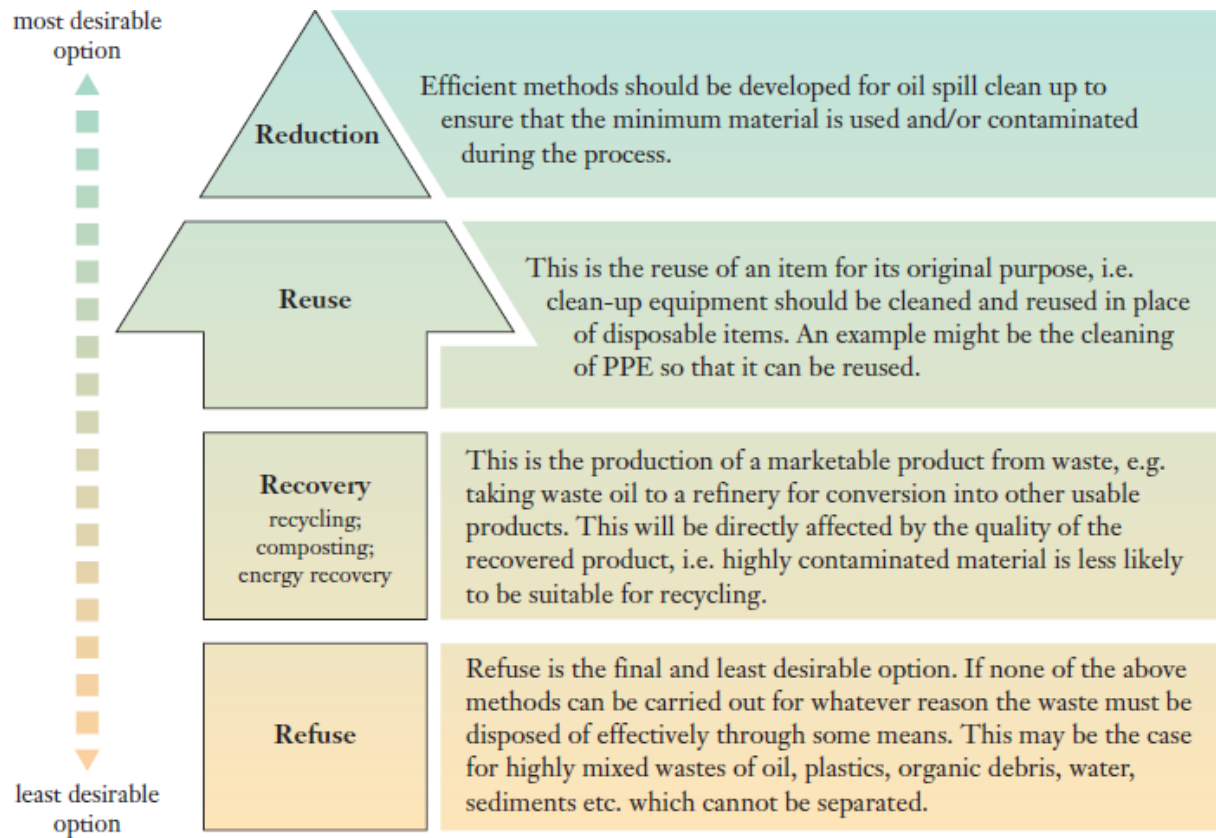 most desirable
option
Reduction
Efficient methods should be developed for oil spill clean up to
ensure that the minimum material is used and/or contaminated
during the process.
Reuse
This is the reuse of an item for its original purpose, i.e.
clean-up equipment should be cleaned and reused in place
of disposable items. An example might be the cleaning
of PPE so that it can be reused.
Recovery
recycling;
composting;
energy recovery
This is the production of a marketable product from waste, e.g.
taking waste oil to a refinery for conversion into other usable
products. This will be directly affected by the quality of the
recovered product, i.e. highly contaminated material is less likely
to be suitable for recycling.
Refuse
Refuse is the final and least desirable option. If none of the above
methods can be carried out for whatever reason the waste must be
disposed of effectively through some means. This may be the case
for highly mixed wastes of oil, plastics, organic debris, water,
sediments etc. which cannot be separated.
least desirable
option